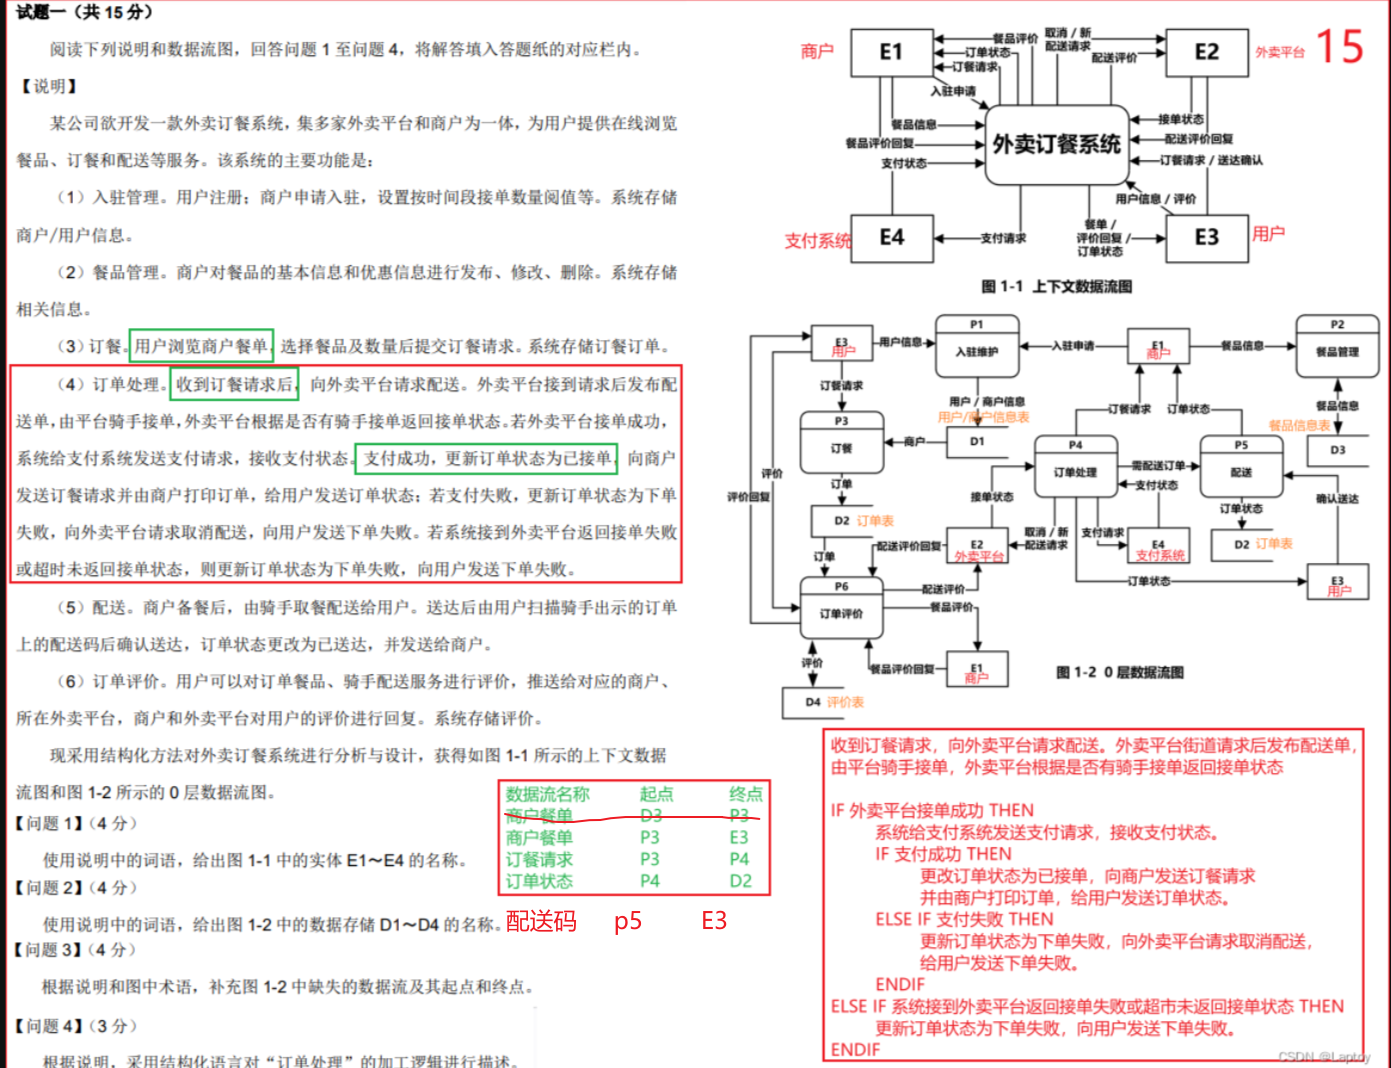 试题一（共 15 分）
阅读下列说明和数据流图，回答问题 1 至问题 4，将解答填入答题纸的对应栏内。
【说明】
某公司欲开发一款外卖订餐系统，集多家外卖平台和商户为一体，为用户提供在线浏览
餐品、订餐和配送等服务。该系统的主要功能是：
（1）入驻管理。用户注册；商户申请入驻，设置按时间段接单数量阈值等。系统存储
商户/用户信息。
（2）餐品管理。商户对餐品的基本信息和优惠信息进行发布、修改、删除。系统存储
相关信息。
（3）订餐。用户浏览商户餐单，选择餐品及数量后提交订餐请求。系统存储订餐订单。
（4）订单处理。收到订餐请求后，向外卖平台请求配送。外卖平台接到请求后发布配
送单，由平台骑手接单，外卖平台根据是否有骑手接单返回接单状态。若外卖平台接单成功，
系统给支付系统发送支付请求，接收支付状态。支付成功，更新订单状态为已接单，向商户
发送订餐请求并由商户打印订单，给用户发送订单状态；若支付失败，更新订单状态为下单
失败，向外卖平台请求取消配送，向用户发送下单失败。若系统接到外卖平台返回接单失败
或超时未返回接单状态，则更新订单状态为下单失败，向用户发送下单失败。
（5）配送。商户备餐后，由骑手取餐配送给用户。送达后由用户扫描骑手出示的订单
上的配送码后确认送达，订单状态更改为已送达，并发送给商户。
（6）订单评价。用户可以对订单餐品、骑手配送服务进行评价，推送给对应的商户、
所在外卖平台，商户和外卖平台对用户的评价进行回复。系统存储评价。
现采用结构化方法对外卖订餐系统进行分析与设计，获得如图 1-1 所示的上下文数据
流图和图 1-2 所示的 0 层数据流图。
【问题 1】（4 分）
使用说明中的词语，给出图 1-1 中的实体 E1～E4 的名称。
【问题 2】（4 分）
使用说明中的词语，给出图 1-2 中的数据存储 D1～D4 的名称。
【问题 3】（4 分）
根据说明和图中术语，补充图 1-2 中缺失的数据流及其起点和终点。
【问题 4】（3 分）
根据说明，采用结构化语言对“订单处理”的加工逻辑进行描述。
数据流名称 起点 终点
商户餐单 D3 P3
商户餐单 P3 E3
订餐请求 P3 P4
订单状态 P4 D2
配送码 p5 E3
商户
E1
餐品评价
订单状态
订餐请求
取消 / 新
配送请求
配送评价
E2
外卖平台
15
入驻申请
餐品信息
餐品评价回复
支付状态
外卖订餐系统
接单状态
配送评价回复
订餐请求 / 送达确认
用户信息 / 评价
支付系统
E4
支付请求
餐单 /
评价回复 /
订单状态
E3
用户
图 1-1 上下文数据流图
E3
用户
用户信息
P1
入驻维护
入驻申请
E1
商户
餐品信息
P2
餐品管理
订餐请求
用户 / 商户信息
用户/商户信息表
D1
商户
P3
订餐
订餐请求
订单状态
餐品信息
餐品信息表
D3
P4
订单处理
需配送订单
支付状态
P5
配送
评价
评价回复
订单
D2
订单表
接单状态
取消 / 新
配送请求
支付请求
订单状态
D2
订单表
确认送达
订单
配送评价回复
E2
外卖平台
E4
支付系统
E3
用户
订单状态
P6
订单评价
配送评价
餐品评价
评价
餐品评价回复
E1
商户
D4
评价表
图 1-2 0 层数据流图
收到订餐请求，向外卖平台请求配送。外卖平台街道请求后发布配送单，
由平台骑手接单，外卖平台根据是否有骑手接单返回接单状态
IF 外卖平台接单成功 THEN
系统给支付系统发送支付请求，接收支付状态。
IF 支付成功 THEN
更改订单状态为已接单，向商户发送订餐请求
并由商户打印订单，给用户发送订单状态。
ELSE IF 支付失败 THEN
更新订单状态为下单失败，向外卖平台请求取消配送，
给用户发送下单失败。
ENDIF
ELSE IF 系统接到外卖平台返回接单失败或超市未返回接单状态 THEN
更新订单状态为下单失败，向用户发送下单失败。
ENDIF
CSDN @Laptoy